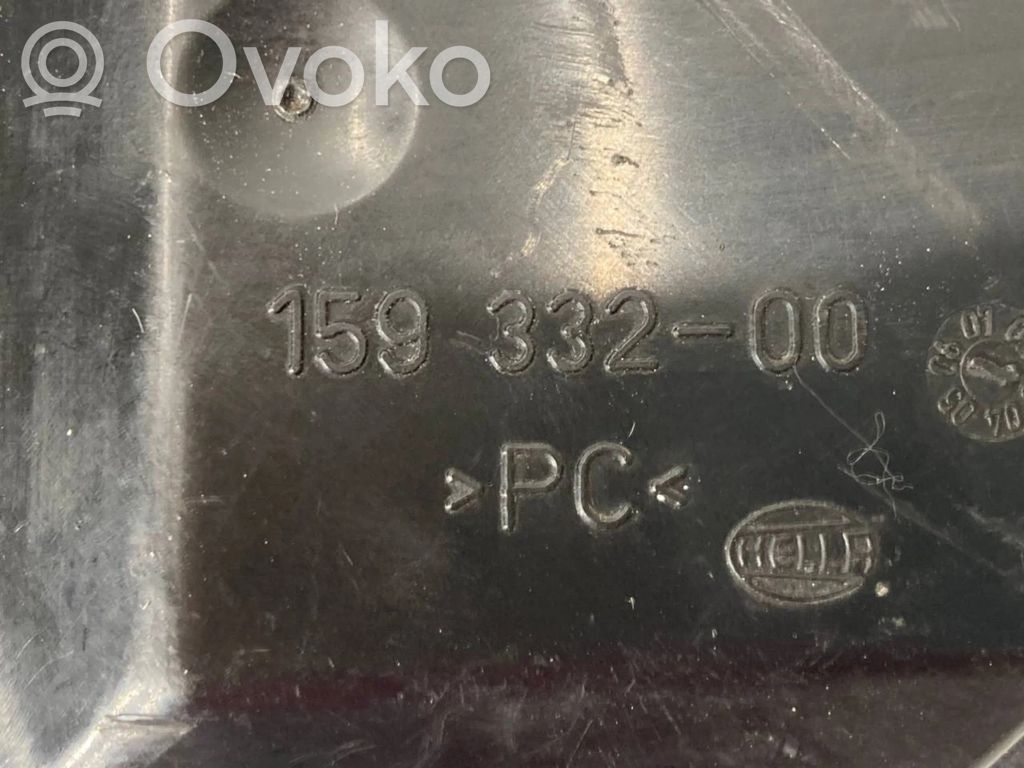 Ovoko
159 332-00
>PC<
HELLA